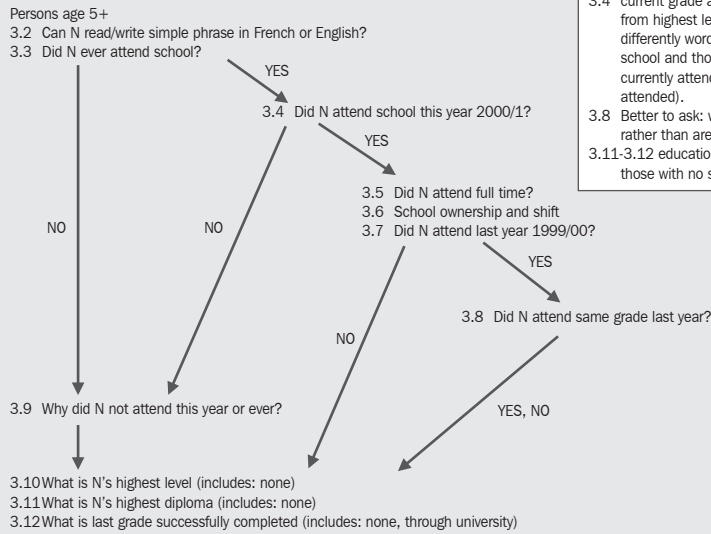 Persons age 5+
3.2 Can N read/write simple phrase in French or English?
3.3 Did N ever attend school?
YES
3.4 Did N attend school this year 2000/1?
YES
3.5 Did N attend full time?
3.6 School ownership and shift
3.7 Did N attend last year 1999/00?
NO
NO
YES
3.8 Did N attend same grade last year?
NO
3.9 Why did N not attend this year or ever?
YES, NO
3.10 What is N's highest level (includes: none)
3.11 What is N's highest diploma (includes: none)
3.12 What is last grade successfully completed (includes: none, through university)
3.4 current grade
from highest
differently
school and
currently
attended).
3.8 Better to ask:
rather than are
3.11-3.12
those with no